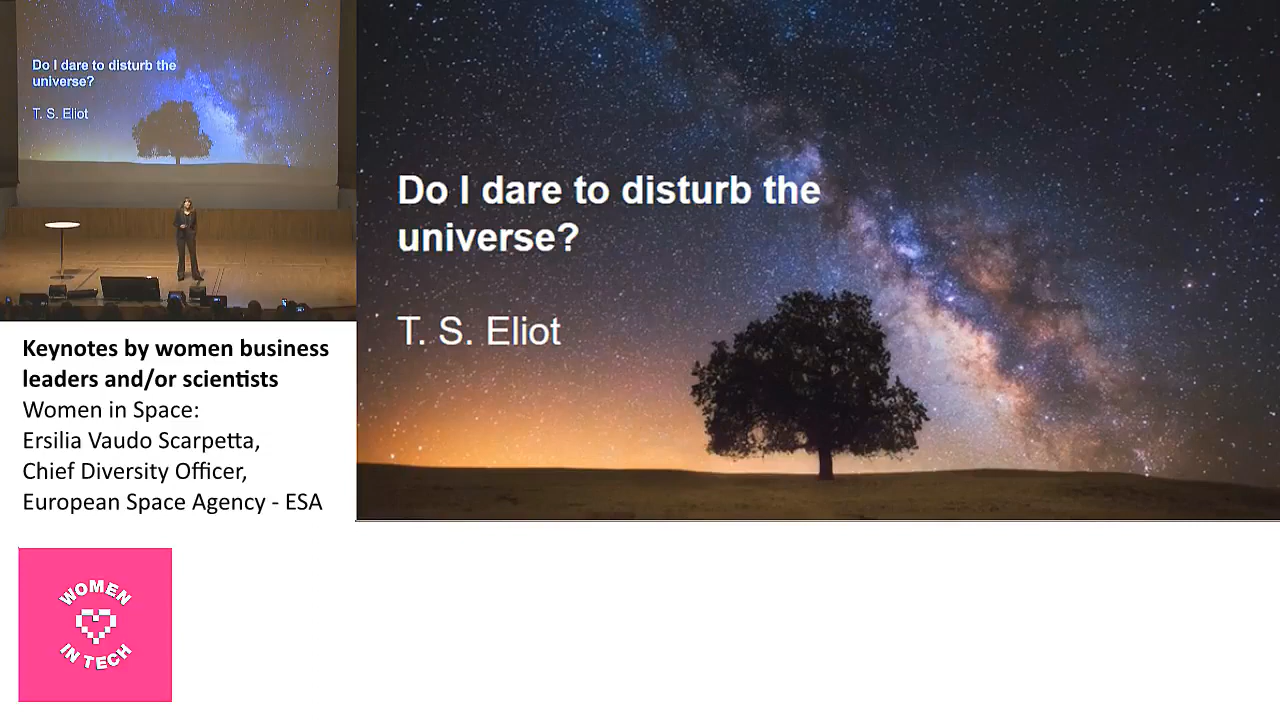 Do I dare to disturb the
universe?
T. S. Eliot
Do I dare to disturb the
universe?
T. S. Eliot
Keynotes by women business
leaders and/or scientists
Women in Space:
Ersilia Vaudo Scarpetta,
Chief Diversity Officer,
European Space Agency - ESA
WOMEN
IN TECH